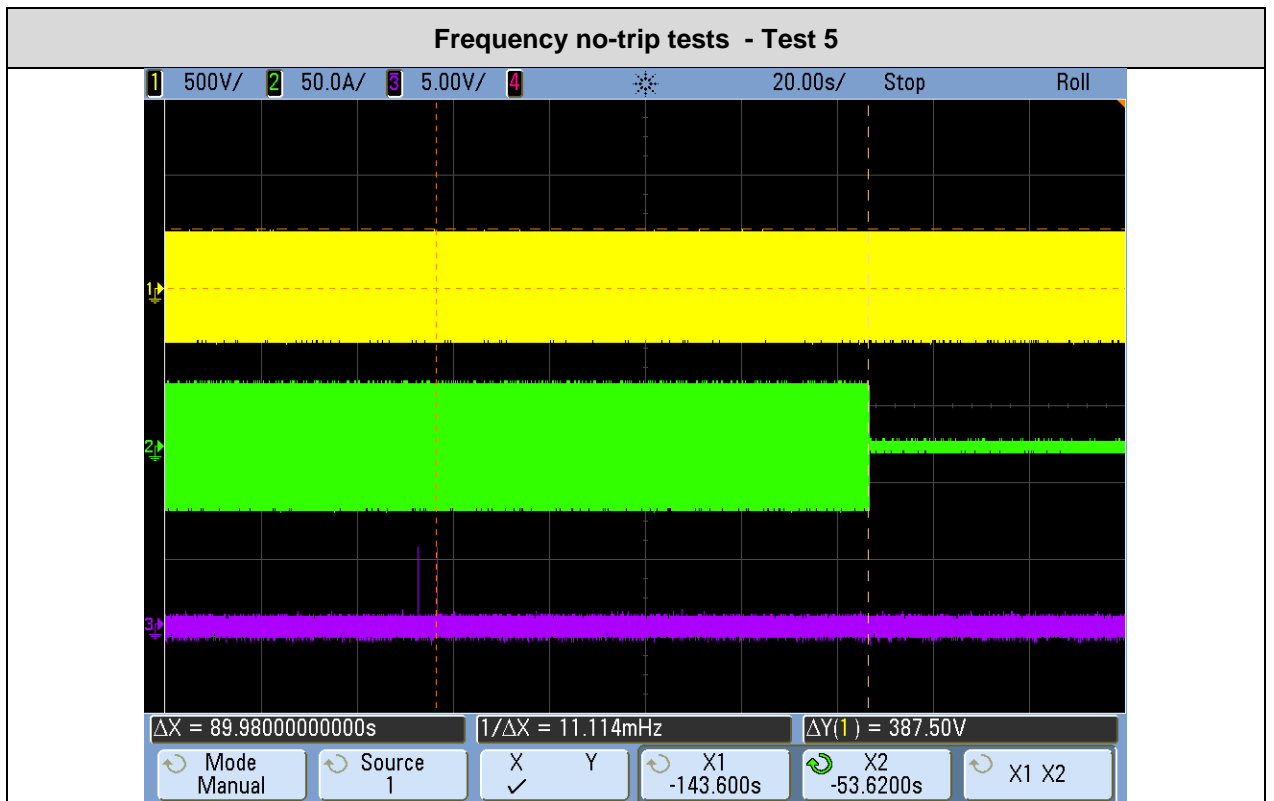 Frequency no-trip tests - Test 5
1 500V/ 2 50.0A/ 3 5.00V/ 4 20.00s/ Stop Roll
1
2
3
ΔX = 89.98000000000s 1/ΔX = 11.114mHz ΔY(1) = 387.50V
Mode Source X Y X1 X2 X1 X2
Manual 1 ✓ -143.600s -53.6200s